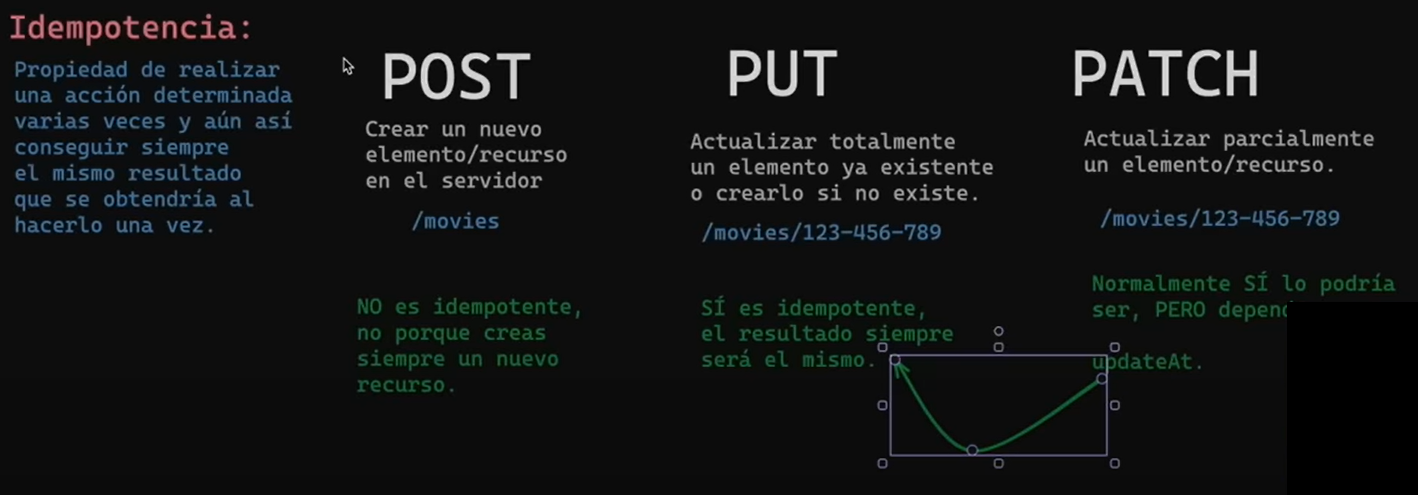 Idempotencia:
Propiedad de realizar
una acción determinada
varias veces y aún así
conseguir siempre
el mismo resultado
que se obtendría al
hacerlo una vez.
POST
Crear un nuevo
elemento/recurso
en el servidor
/movies
NO es idempotente,
no porque creas
siempre un nuevo
recurso.
PUT
Actualizar totalmente
un elemento ya existente
o crearlo si no existe.
/movies/123-456-789
SÍ es idempotente,
el resultado siempre
será el mismo.
PATCH
Actualizar parcialmente
un elemento/recurso.
/movies/123-456-789
Normalmente SÍ lo podría
ser, PERO
updateAt.